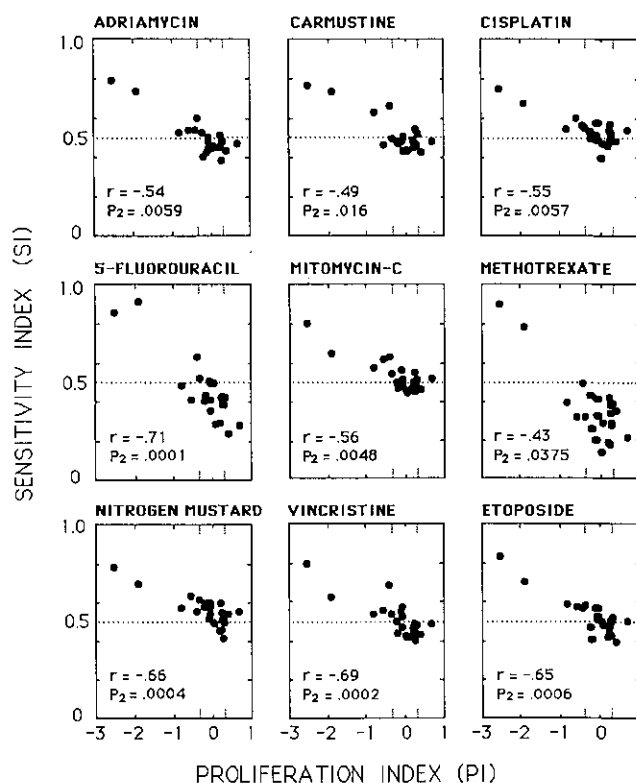 ADRIAMYCIN
CARMUSTINE
CISPLATIN
1.0
0.5
0
r = -.54
P2 = .0059
r = -.49
P2 = .016
r = -.55
P2 = .0057
5-FLUOROURACIL
MITOMYCIN-C
METHOTREXATE
1.0
0.5
0
r = -.71
P2 = .0001
r = -.56
P2 = .0048
r = -.43
P2 = .0375
NITROGEN MUSTARD
VINCRISTINE
ETOPOSIDE
1.0
0.5
0
r = -.66
P2 = .0004
r = -.69
P2 = .0002
r = -.65
P2 = .0006
-3 -2 -1 0 1
-3 -2 -1 0 1
-3 -2 -1 0 1
SENSITIVITY INDEX (SI)
PROLIFERATION INDEX (PI)